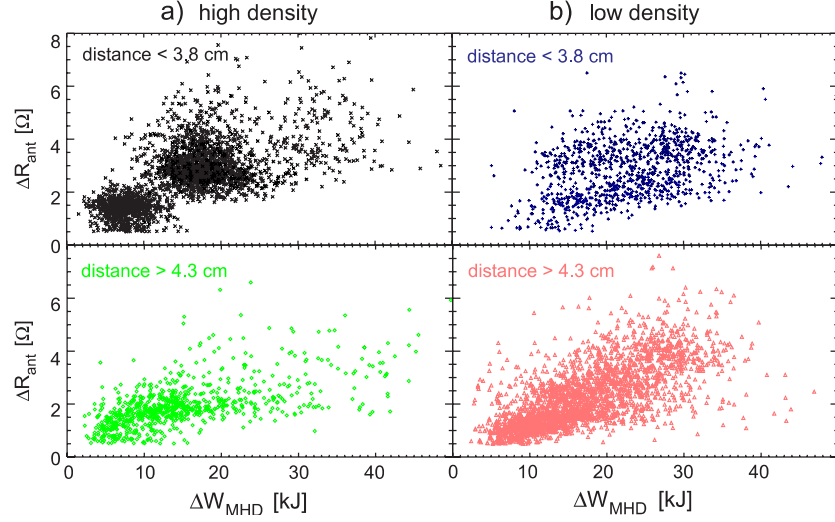 a) high density
b) low density
8
6
4
2
0
ΔR_ant [Ω]
distance < 3.8 cm
distance < 3.8 cm
6
4
2
0
ΔR_ant [Ω]
distance > 4.3 cm
distance > 4.3 cm
0 10 20 30 40
0 10 20 30 40
ΔW_MHD [kJ]
ΔW_MHD [kJ]